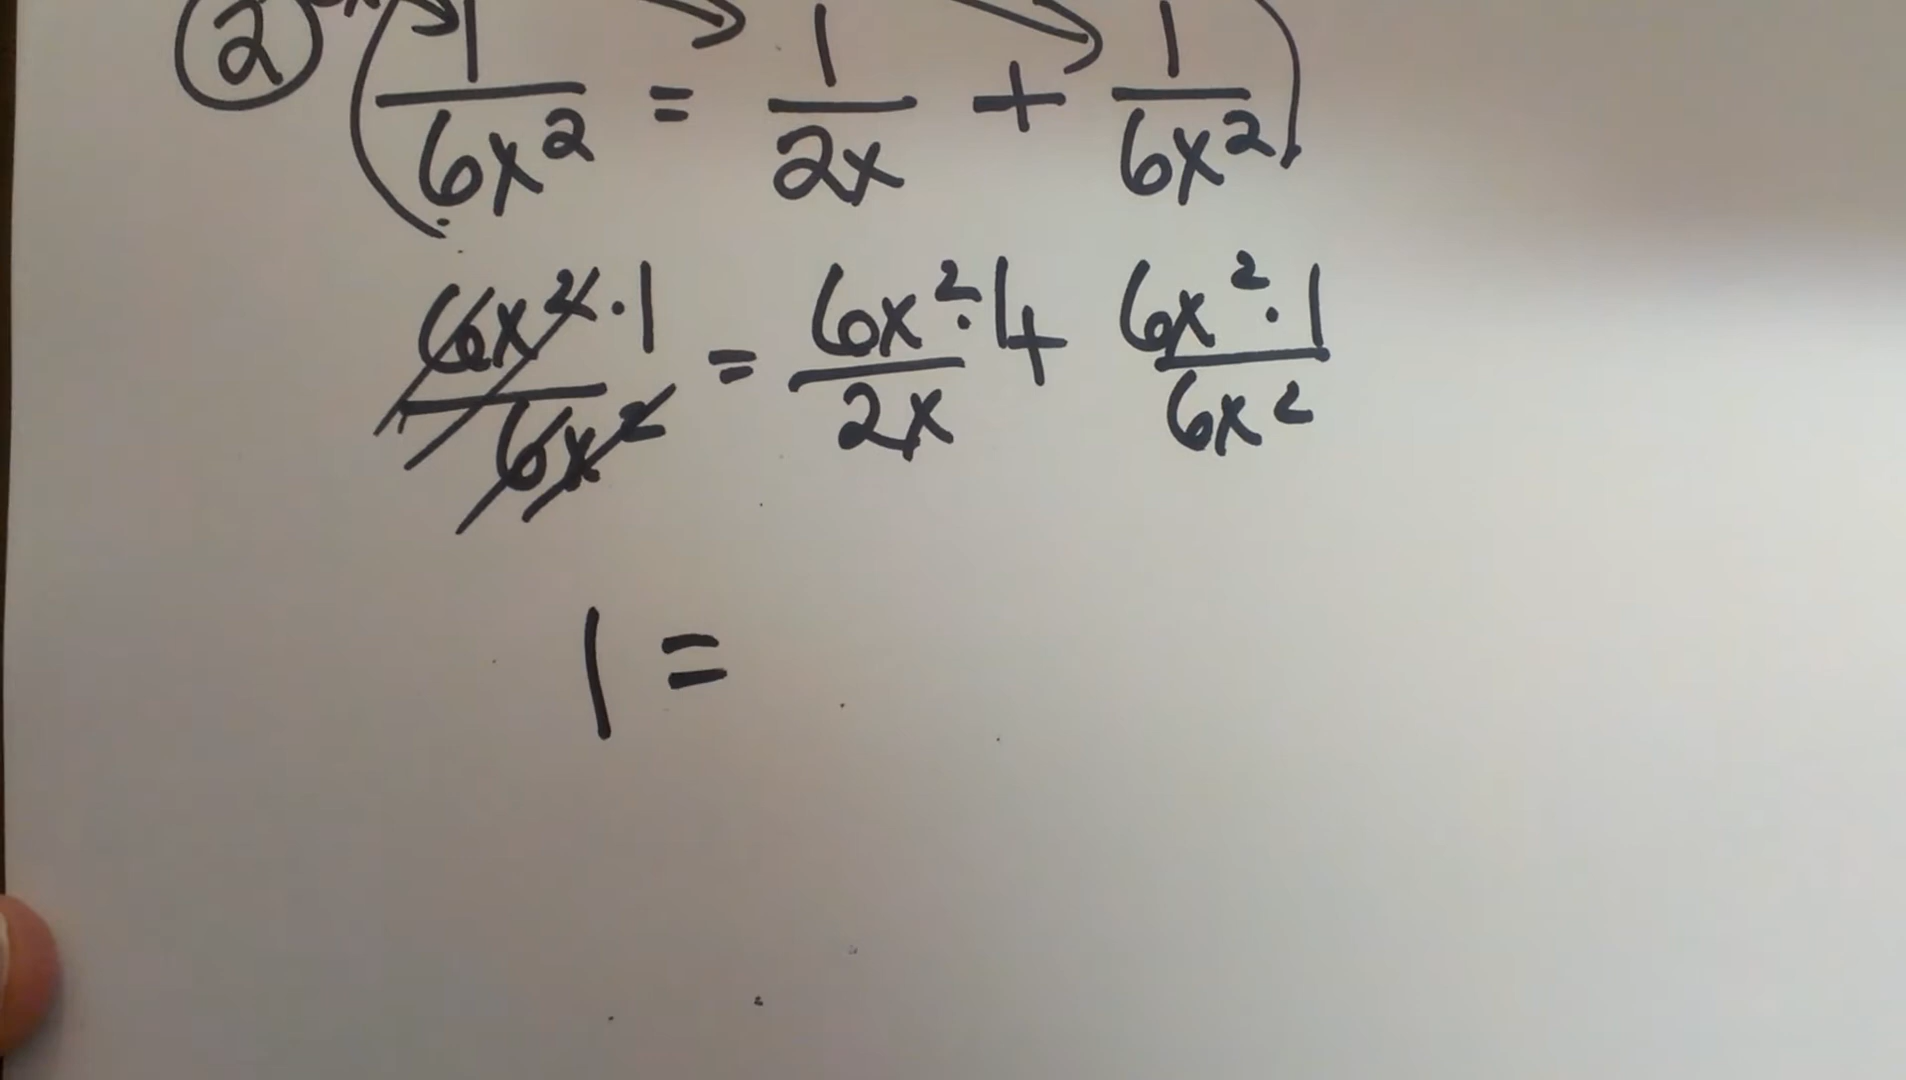 ② ( 1/6x² = 1/2x + 1/6x² )
6x²·1/6x² = 6x²·1/2x + 6x²·1/6x²
1 =